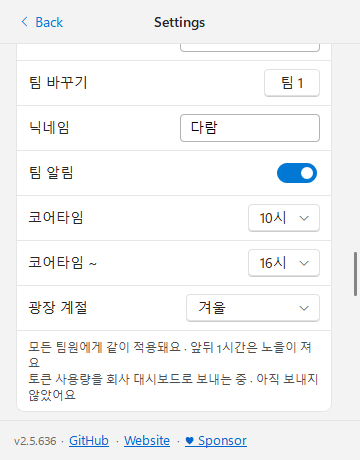 Back
Settings
팀 바꾸기
팀 1
닉네임
다람
팀 알림
코어타임
10시
코어타임 ~
16시
광장 계절
겨울
모든 팀원에게 같이 적용돼요 · 앞뒤 1시간은 노을이 져
요
토큰 사용량을 회사 대시보드로 보내는 중 · 아직 보내지
않았어요
v2.5.636 · GitHub · Website · Sponsor